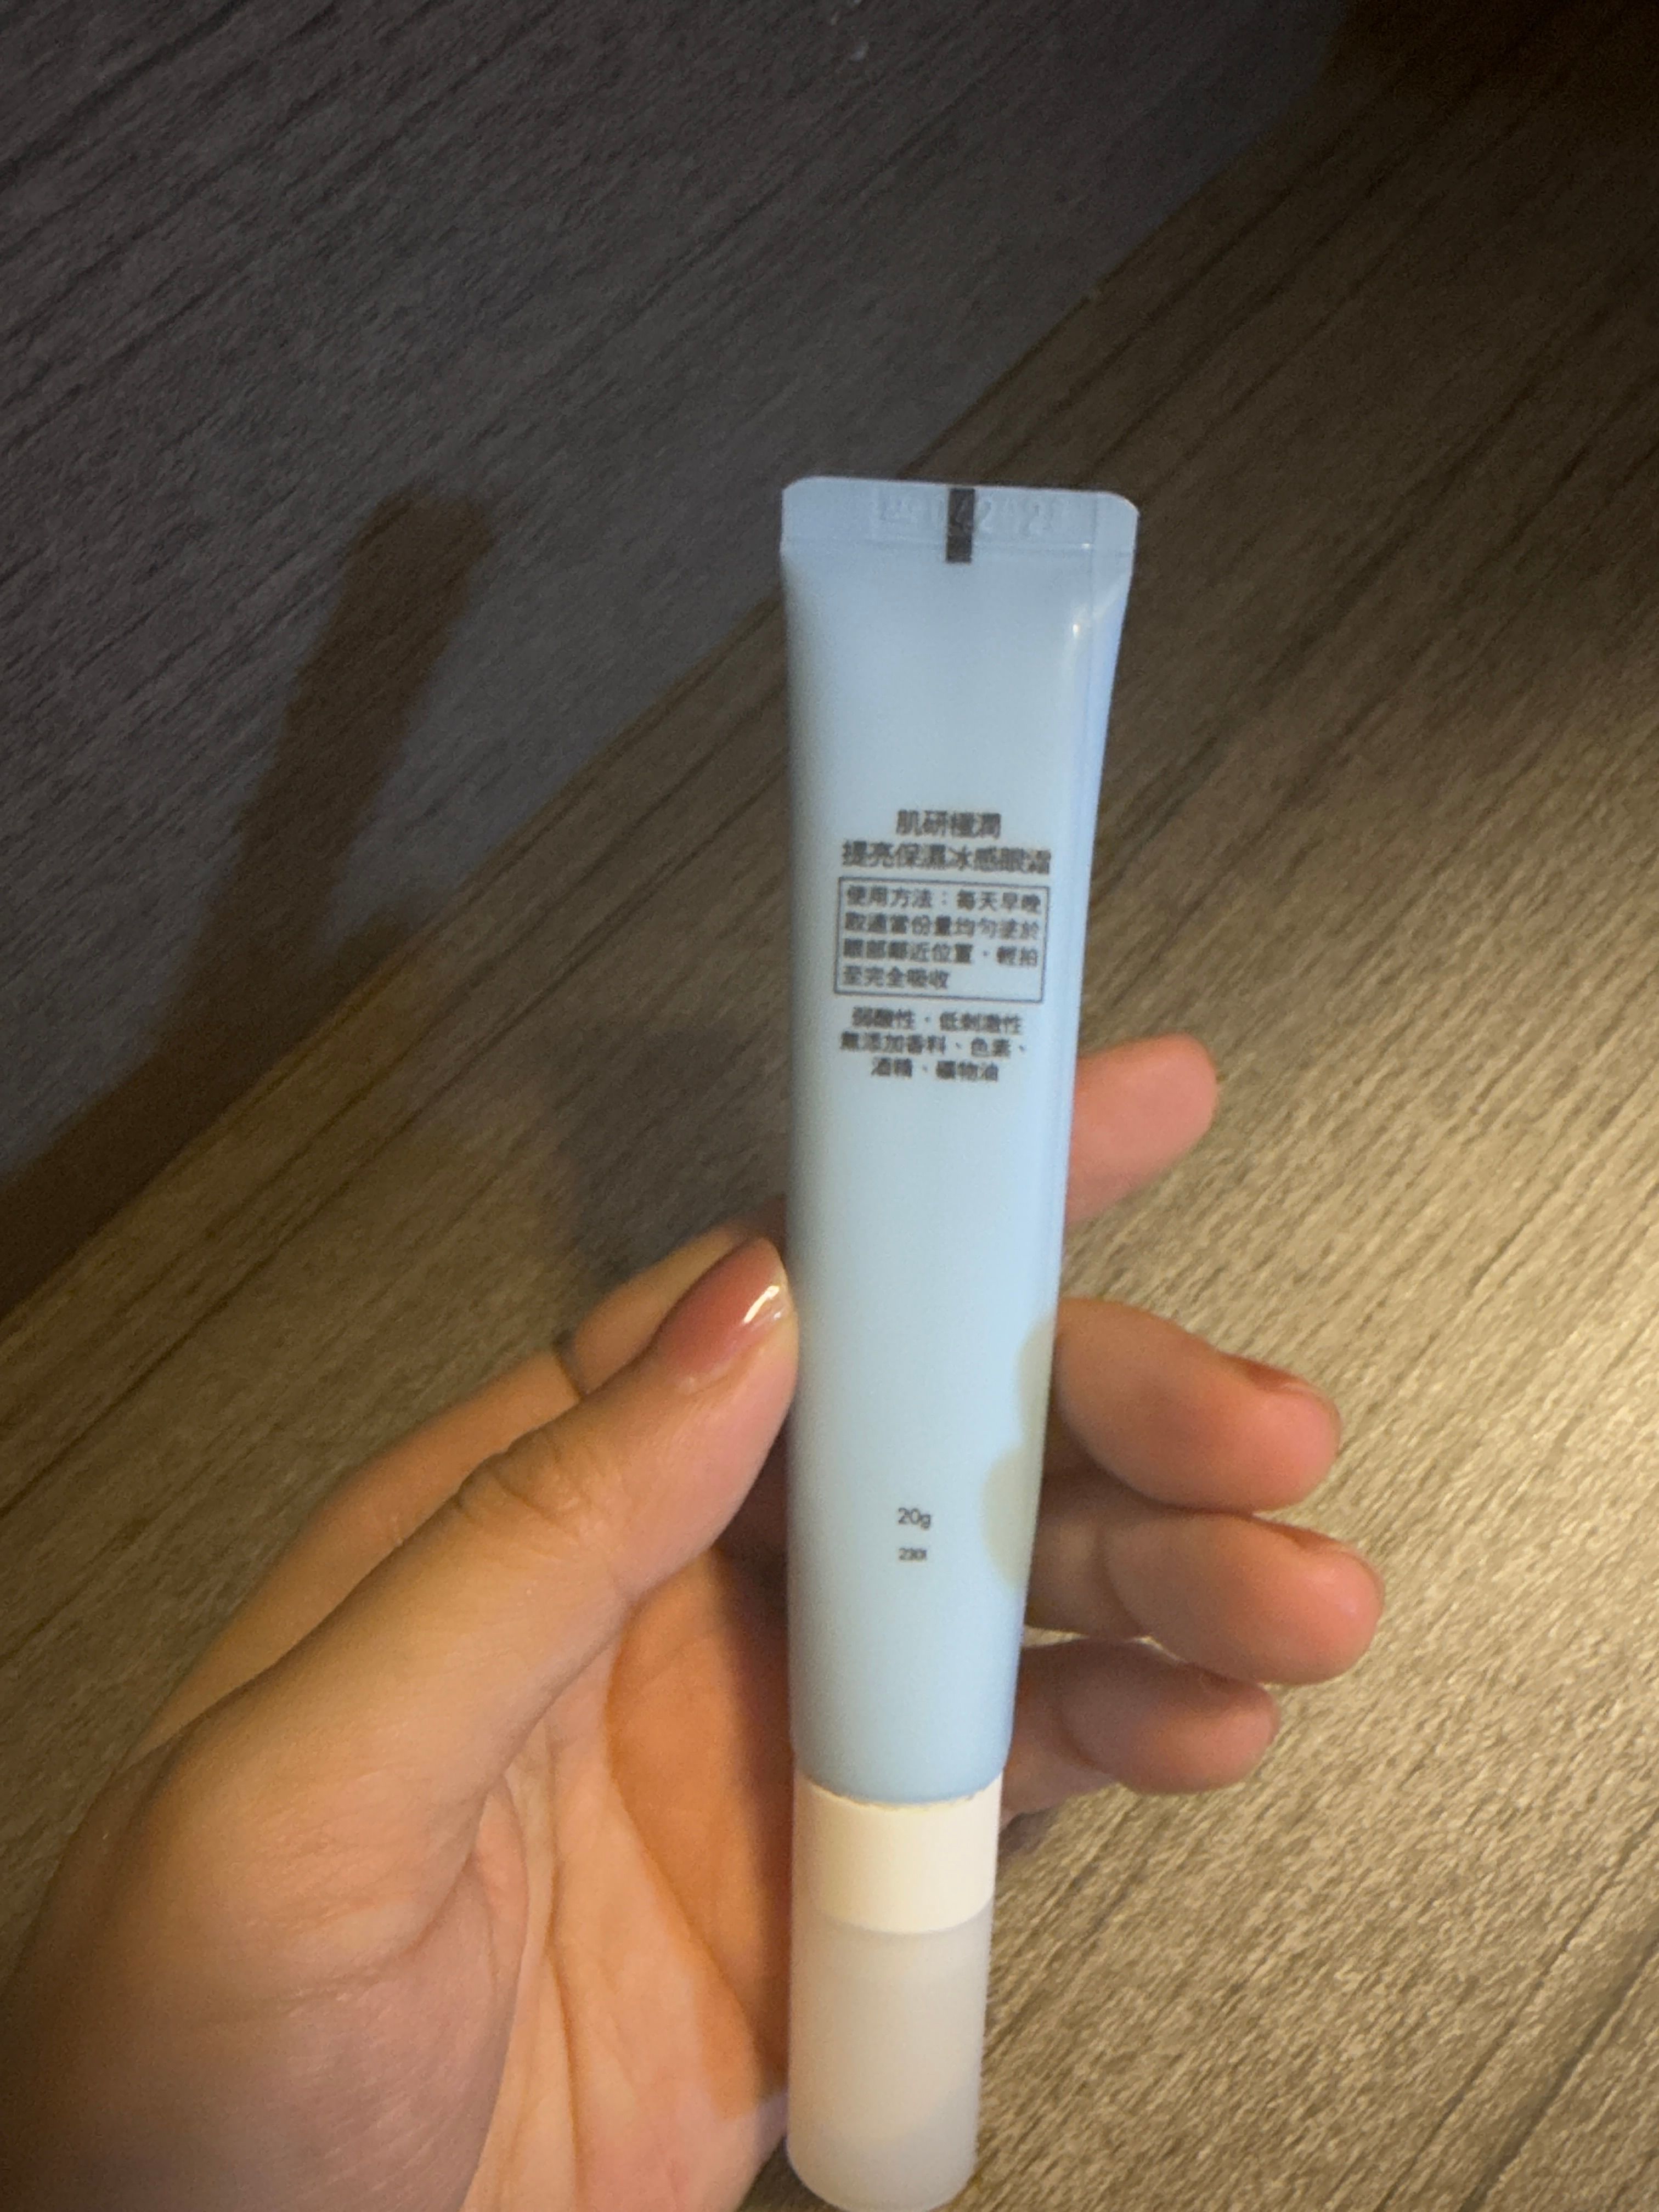 肌研極潤
提亮保濕冰感眼霜
使用方法：每天早晚
取適當份量均勻塗於
眼部鄰近位置，輕拍
至完全吸收
弱酸性・低刺激性
無添加香料、色素、
酒精、礦物油
20g
2301